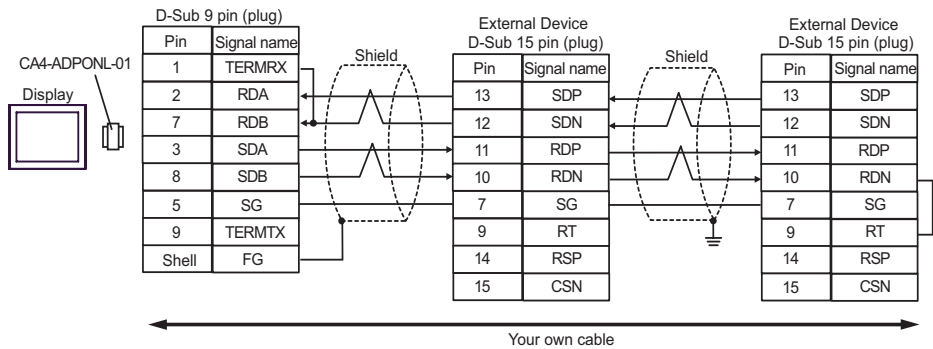 D-Sub 9 pin (plug)
Pin Signal name
1 TERMRX
2 RDA
7 RDB
3 SDA
8 SDB
5 SG
9 TERMTX
Shell FG
CA4-ADPONL-01
Display
Shield
External Device
D-Sub 15 pin (plug)
Pin Signal name
13 SDP
12 SDN
11 RDP
10 RDN
7 SG
9 RT
14 RSP
15 CSN
Shield
External Device
D-Sub 15 pin (plug)
Pin Signal name
13 SDP
12 SDN
11 RDP
10 RDN
7 SG
9 RT
14 RSP
15 CSN
Your own cable